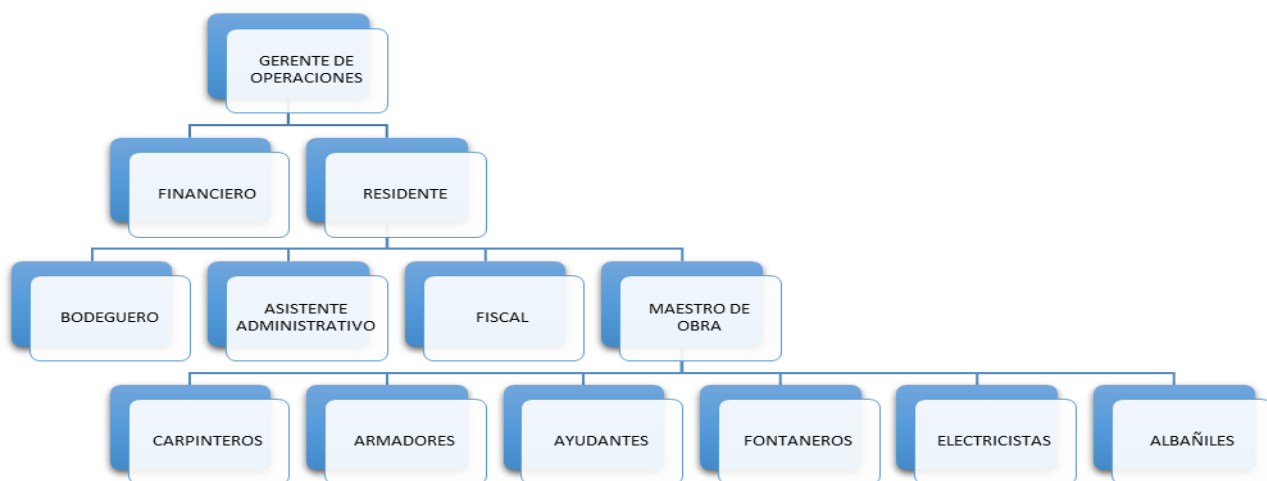 GERENTE DE
OPERACIONES
FINANCIERO
RESIDENTE
BODEGUERO
ASISTENTE
ADMINISTRATIVO
FISCAL
MAESTRO DE
OBRA
CARPINTEROS
ARMADORES
AYUDANTES
FONTANEROS
ELECTRICISTAS
ALBAÑILES